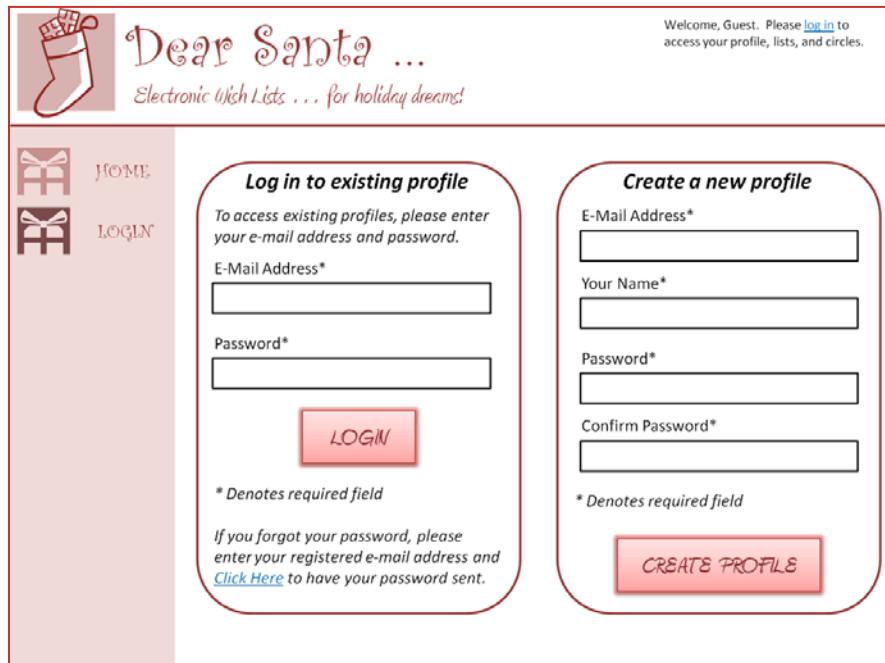 Dear Santa ...
Electronic Wish Lists . . . for holiday dreams!
Welcome, Guest. Please log in to
access your profile, lists, and circles.
HOME
LOGIN
Log in to existing profile
To access existing profiles, please enter
your e-mail address and password.
E-Mail Address*
Password*
LOGIN
* Denotes required field
If you forgot your password, please
enter your registered e-mail address and
Click Here to have your password sent.
Create a new profile
E-Mail Address*
Your Name*
Password*
Confirm Password*
* Denotes required field
CREATE PROFILE